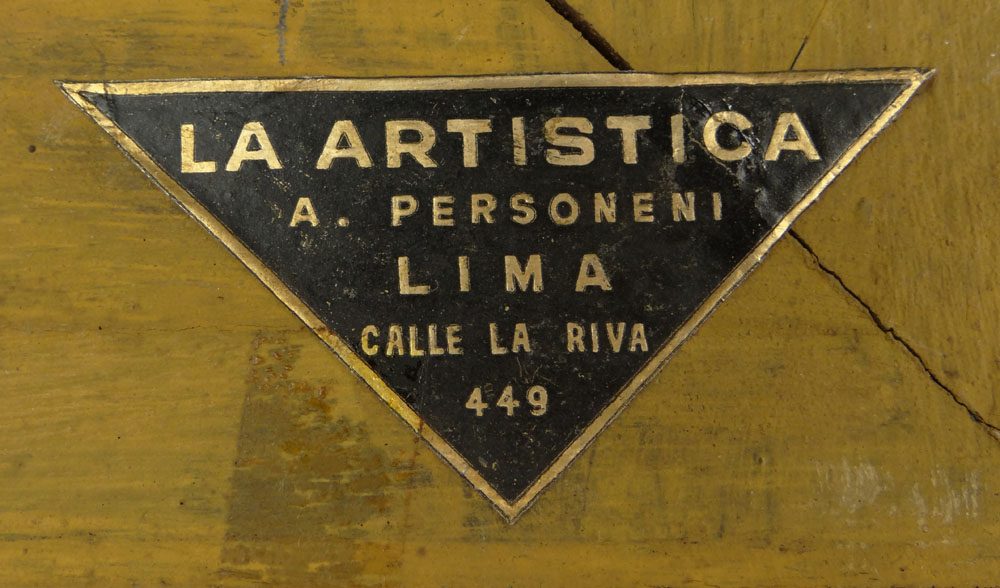 LA ARTISTICA
A. PERSONENI
LIMA
CALLE LA RIVA
449